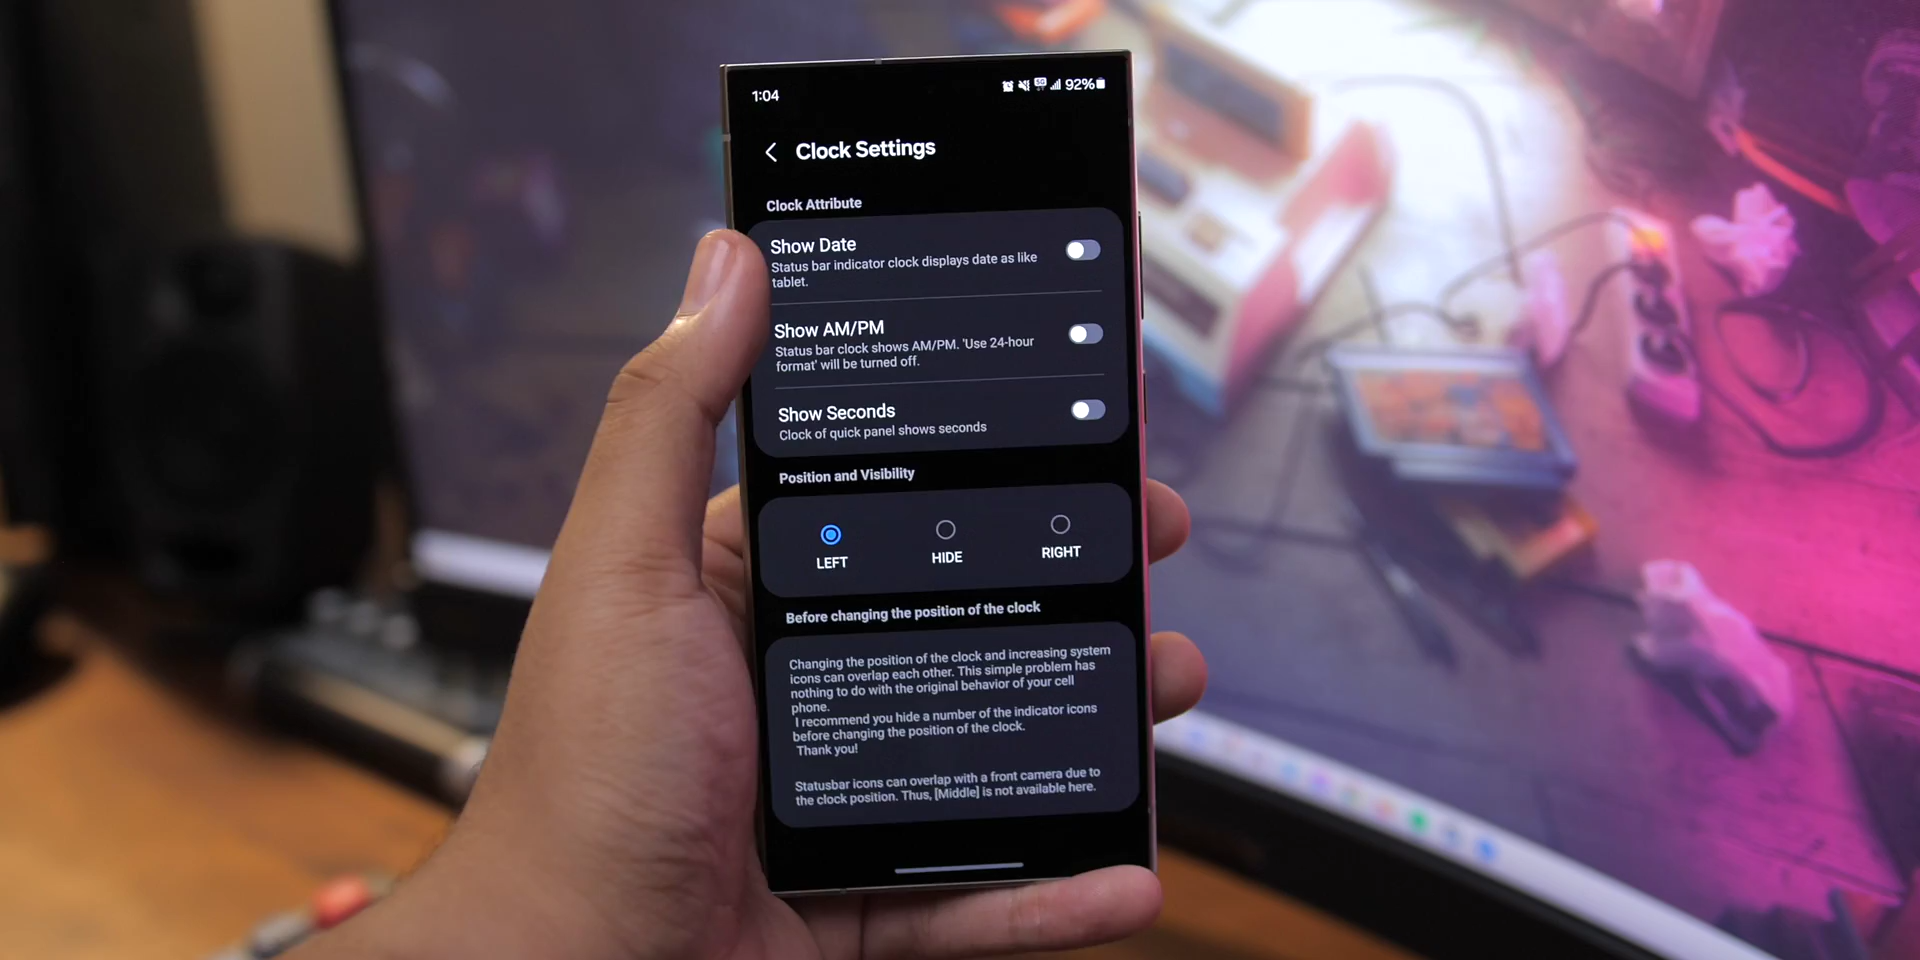 1:04
5G
92%
Clock Settings
Clock Attribute
Show Date
Status bar indicator clock displays date as like
tablet.
Show AM/PM
Status bar clock shows AM/PM. 'Use 24-hour
format' will be turned off.
Show Seconds
Clock of quick panel shows seconds
Position and Visibility
LEFT
HIDE
RIGHT
Before changing the position of the clock
Changing the position of the clock and increasing system
icons can overlap each other. This simple problem has
nothing to do with the original behavior of your cell
phone.
I recommend you hide a number of the indicator icons
before changing the position of the clock.
Thank you!
Statusbar icons can overlap with a front camera due to
the clock position. Thus, [Middle] is not available here.